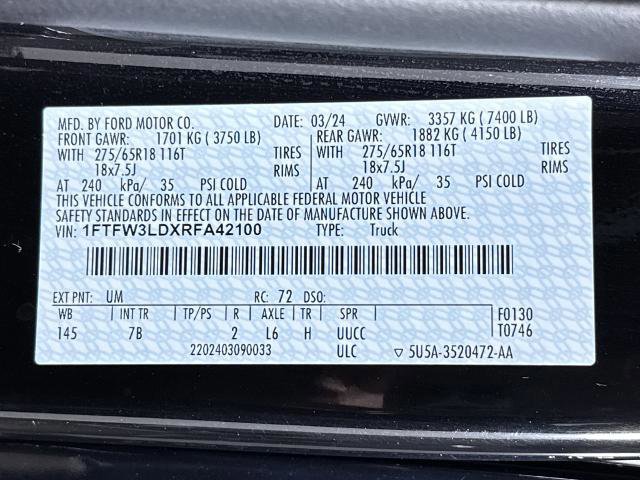 MFD. BY FORD MOTOR CO. DATE: 03/24 GVWR: 3357 KG ( 7400 LB)
FRONT GAWR: 1701 KG ( 3750 LB) REAR GAWR: 1882 KG ( 4150 LB)
WITH 275/65R18 116T TIRES WITH 275/65R18 116T TIRES
18x7.5J RIMS 18x7.5J RIMS
AT 240 kPa/ 35 PSI COLD AT 240 kPa/ 35 PSI COLD
THIS VEHICLE CONFORMS TO ALL APPLICABLE FEDERAL MOTOR VEHICLE
SAFETY STANDARDS IN EFFECT ON THE DATE OF MANUFACTURE SHOWN ABOVE.
VIN: 1FTFW3LDXRFA42100 TYPE: Truck
EXT PNT: UM RC: 72 DSO:
WB INT TR TP/PS R AXLE TR SPR F0130
145 7B 2 L6 H UUCC T0746
2202403090033 ULC ▽ 5U5A-3520472-AA